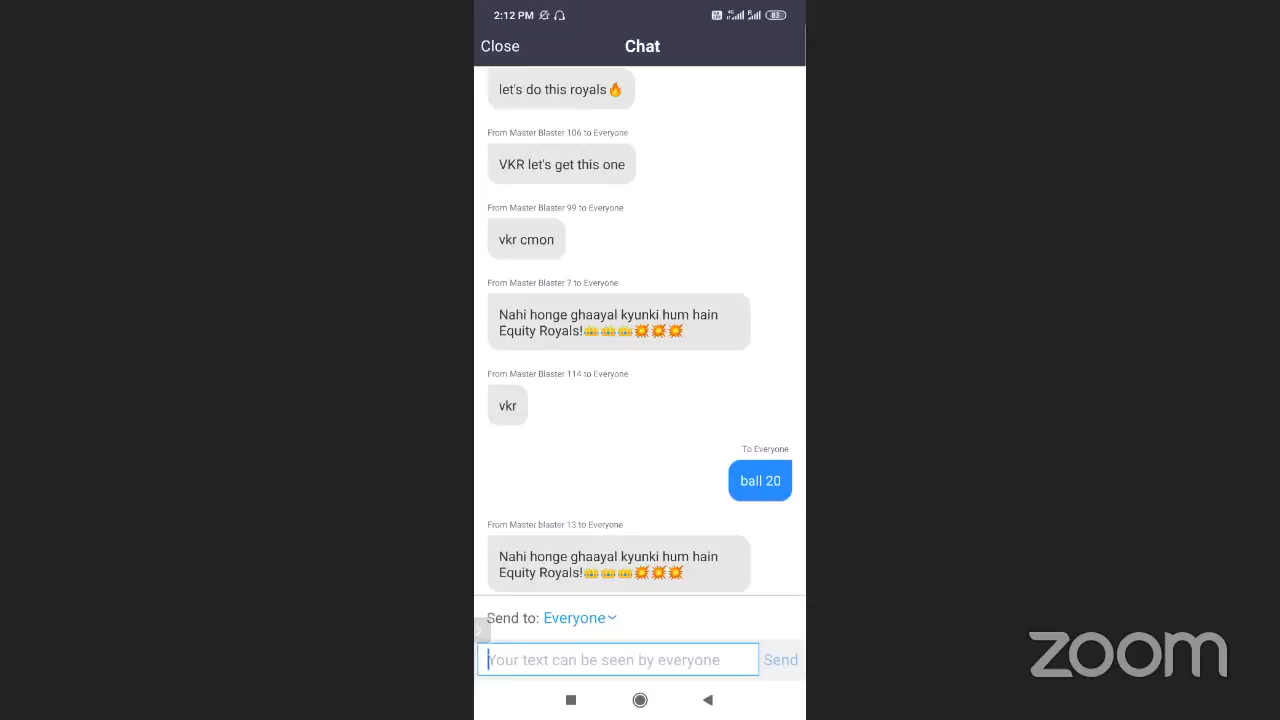 2:12 PM
83
Close
Chat
let's do this royals🔥
From Master Blaster 106 to Everyone
VKR let's get this one
From Master Blaster 99 to Everyone
vkr cmon
From Master Blaster 7 to Everyone
Nahi honge ghaayal kyunki hum hain
Equity Royals!👑👑👑💥💥💥
From Master Blaster 114 to Everyone
vkr
To Everyone
ball 20
From Master blaster 13 to Everyone
Nahi honge ghaayal kyunki hum hain
Equity Royals!👑👑👑💥💥💥
Send to: Everyone
Your text can be seen by everyone
Send
zoom